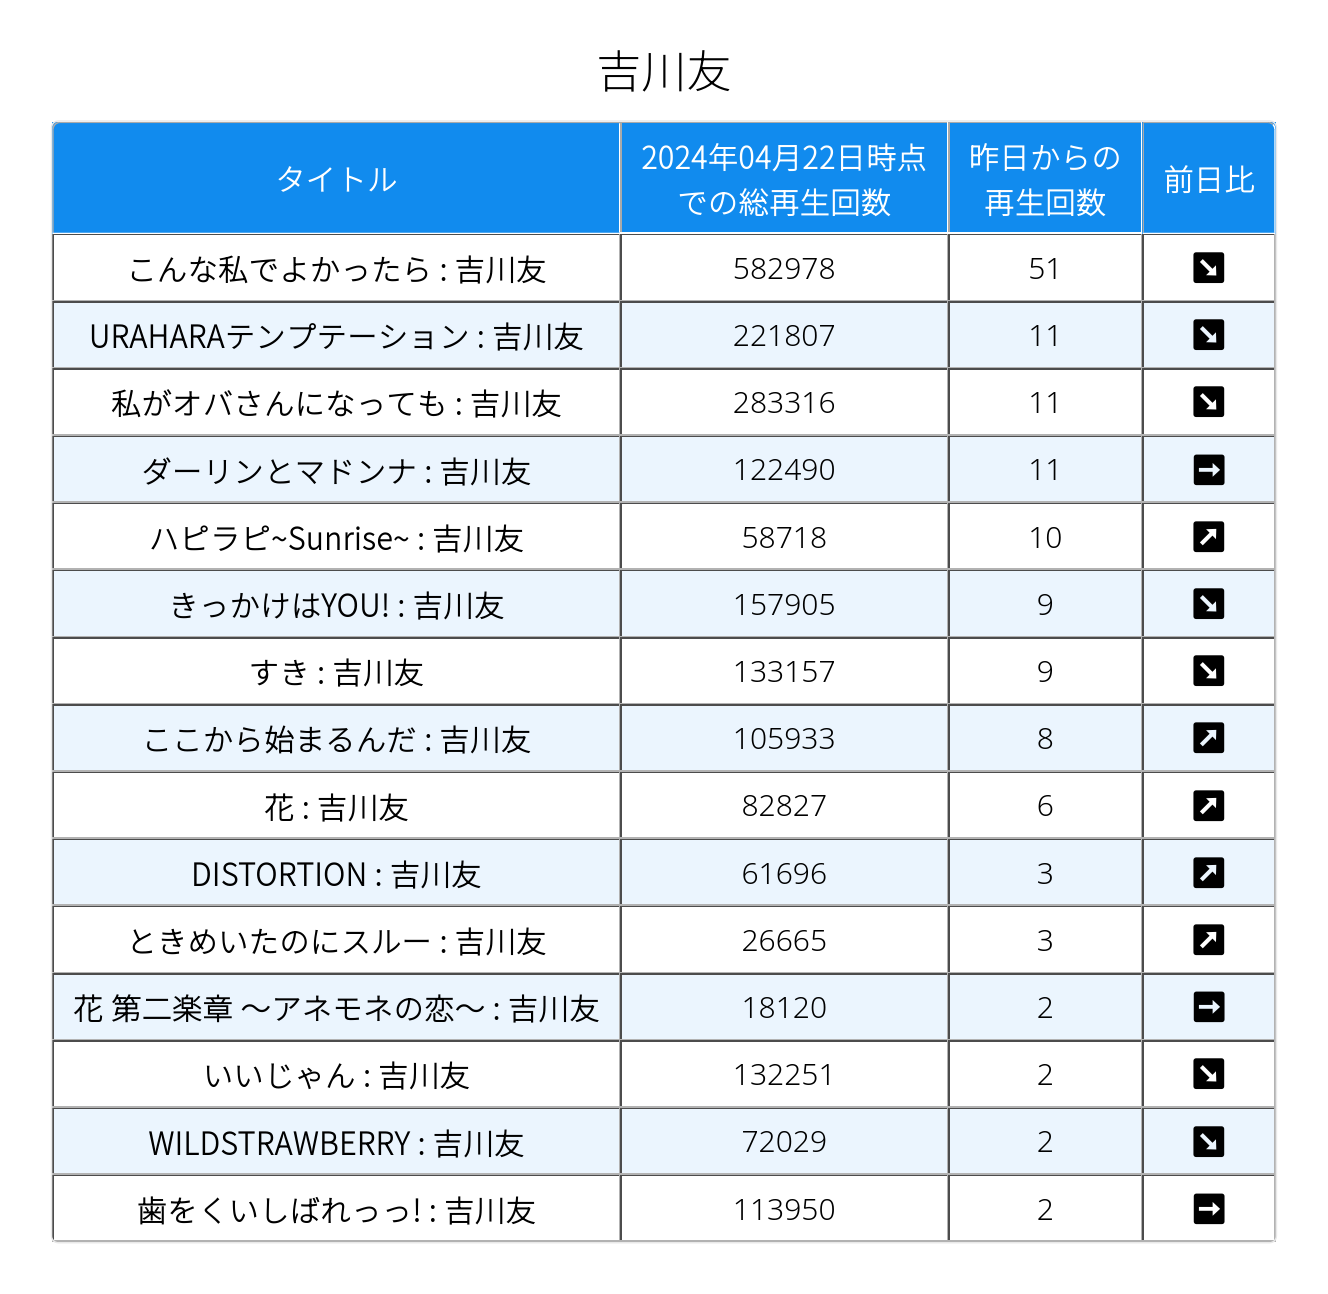 吉川友
タイトル 2024年04月22日時点での総再生回数 昨日からの再生回数 前日比
こんな私でよかったら : 吉川友 582978 51 ↘
URAHARAテンプテーション : 吉川友 221807 11 ↘
私がオバさんになっても : 吉川友 283316 11 ↘
ダーリンとマドンナ : 吉川友 122490 11 →
ハピラピ~Sunrise~ : 吉川友 58718 10 ↗
きっかけはYOU! : 吉川友 157905 9 ↘
すき : 吉川友 133157 9 ↘
ここから始まるんだ : 吉川友 105933 8 ↗
花 : 吉川友 82827 6 ↗
DISTORTION : 吉川友 61696 3 ↗
ときめいたのにスルー : 吉川友 26665 3 ↗
花 第二楽章 〜アネモネの恋〜 : 吉川友 18120 2 →
いいじゃん : 吉川友 132251 2 ↘
WILDSTRAWBERRY : 吉川友 72029 2 ↘
歯をくいしばれっっ! : 吉川友 113950 2 →